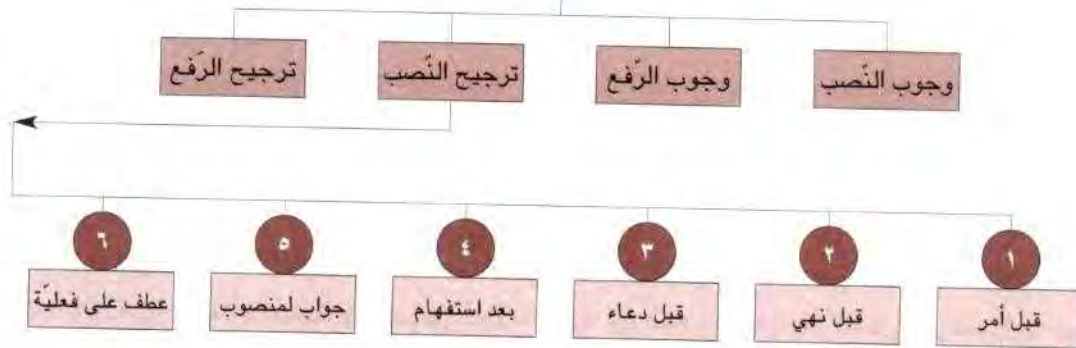 وجوب النّصب
وجوب الرّفع
ترجيح النّصب
ترجيح الرّفع
١
٢
٣
٤
٥
٦
قبل أمر
قبل نهي
قبل دعاء
بعد استفهام
جواب لمنصوب
عطف على فعليّة